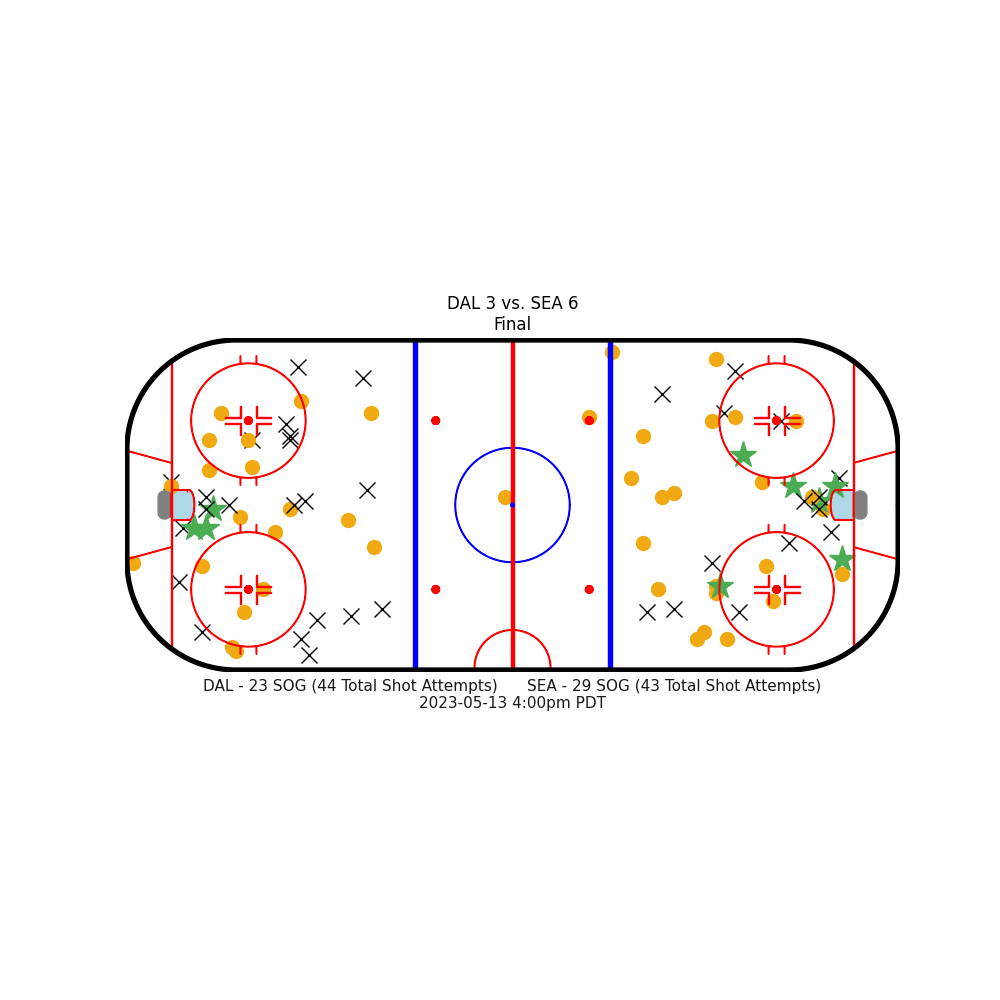 DAL 3 vs. SEA 6
Final
DAL - 23 SOG (44 Total Shot Attempts) SEA - 29 SOG (43 Total Shot Attempts)
2023-05-13 4:00pm PDT